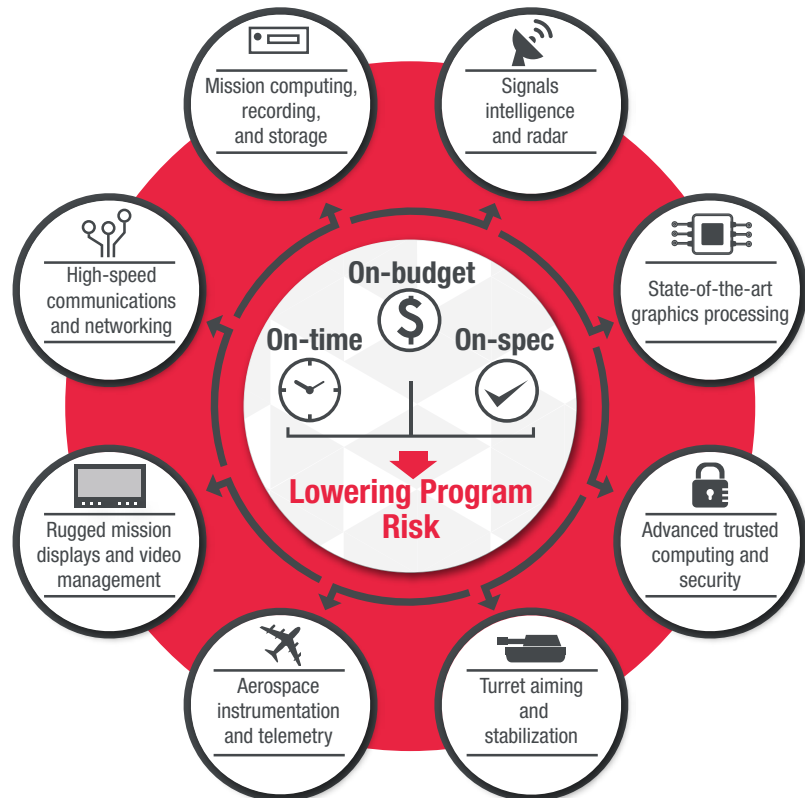 Mission computing,
recording,
and storage
Signals
intelligence
and radar
High-speed
communications
and networking
State-of-the-art
graphics processing
On-budget
$
On-time
On-spec
Lowering Program
Risk
Rugged mission
displays and video
management
Advanced trusted
computing and
security
Aerospace
instrumentation
and telemetry
Turret aiming
and
stabilization